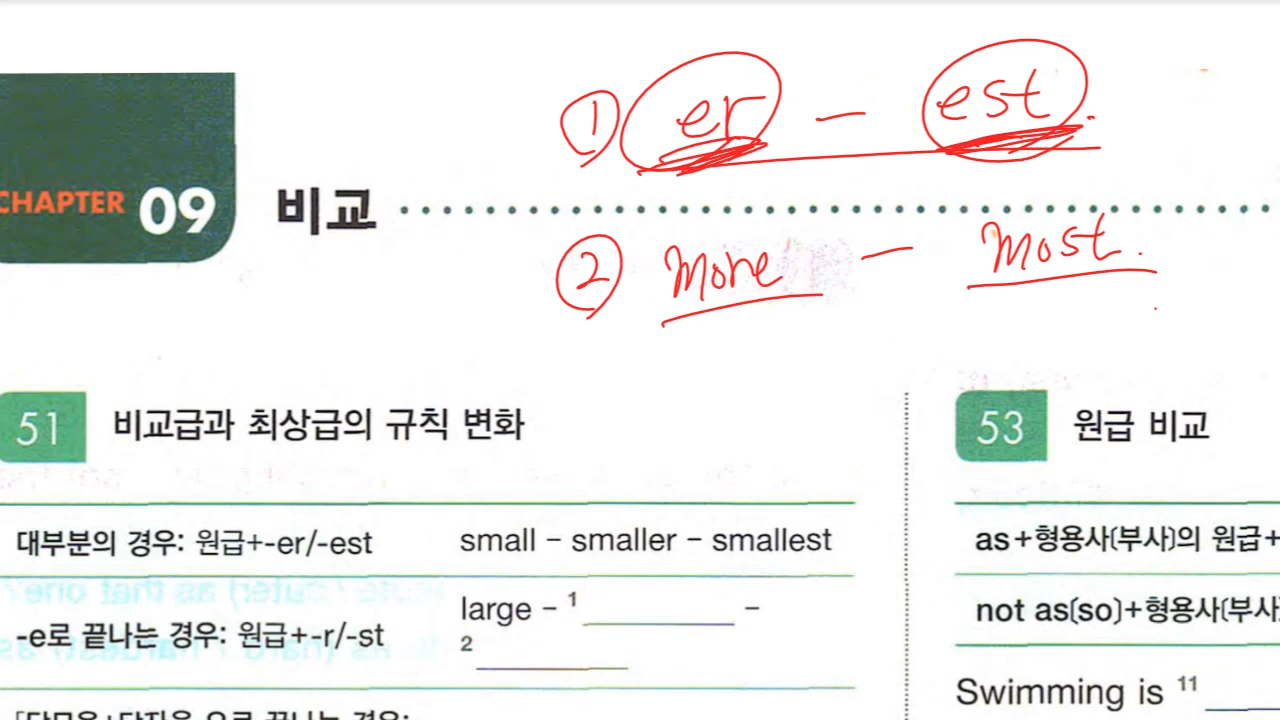 ① er - est.
CHAPTER 09 비교
② more - most.
51 비교급과 최상급의 규칙 변화
대부분의 경우: 원급+-er/-est small - smaller - smallest
-e로 끝나는 경우: 원급+-r/-st large - 1 ____ -
2 ____
53 원급 비교
as+형용사(부사)의 원급+
not as(so)+형용사(부사)
Swimming is 11 ____